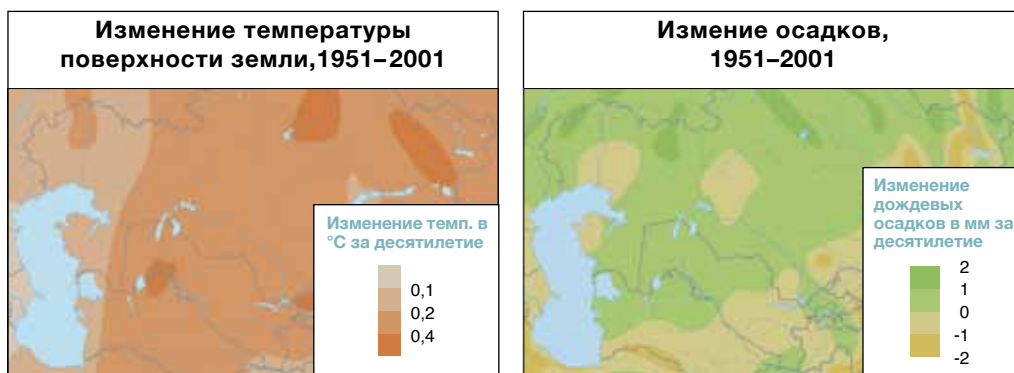 Изменение температуры
поверхности земли,1951–2001
Изменение темп. в
°C за десятилетие
0,1
0,2
0,4
Измение осадков,
1951–2001
Изменение
дождевых
осадков в мм за
десятилетие
2
1
0
-1
-2